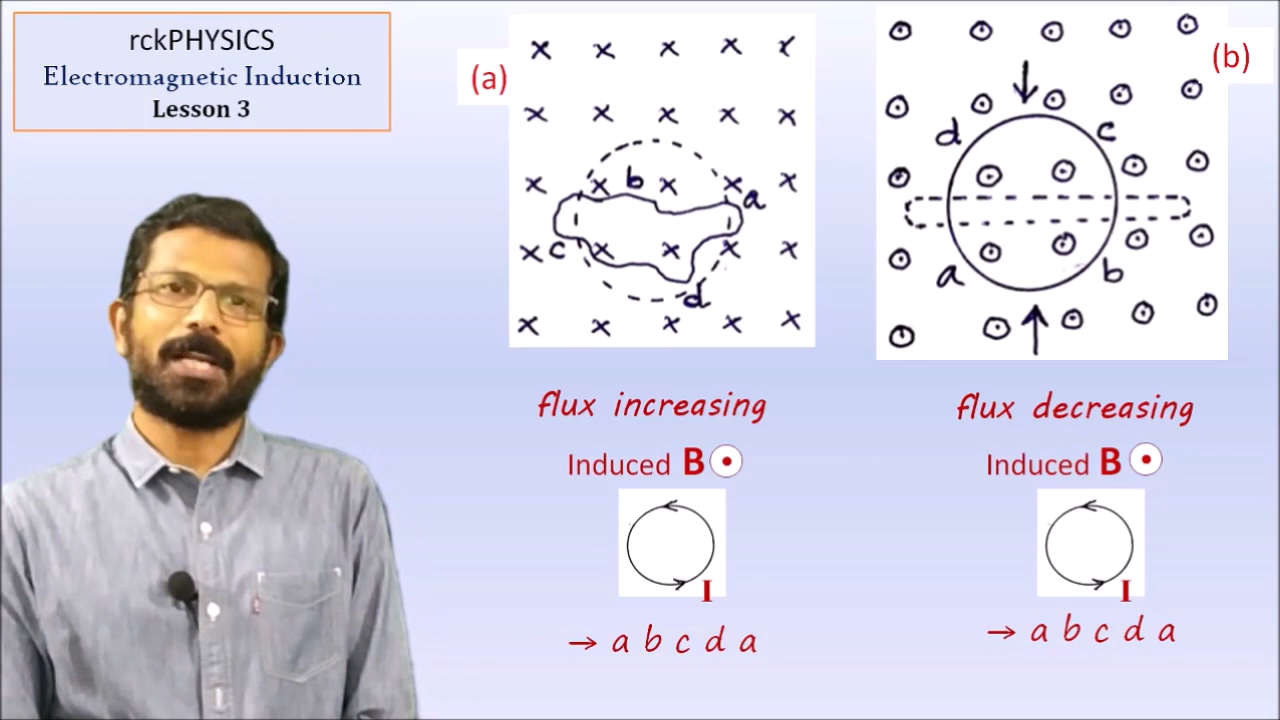 rckPHYSICS
Electromagnetic Induction
Lesson 3
(a)
b
a
c
d
flux increasing
Induced B
I
→ a b c d a
(b)
d
c
a
b
flux decreasing
Induced B
I
→ a b c d a